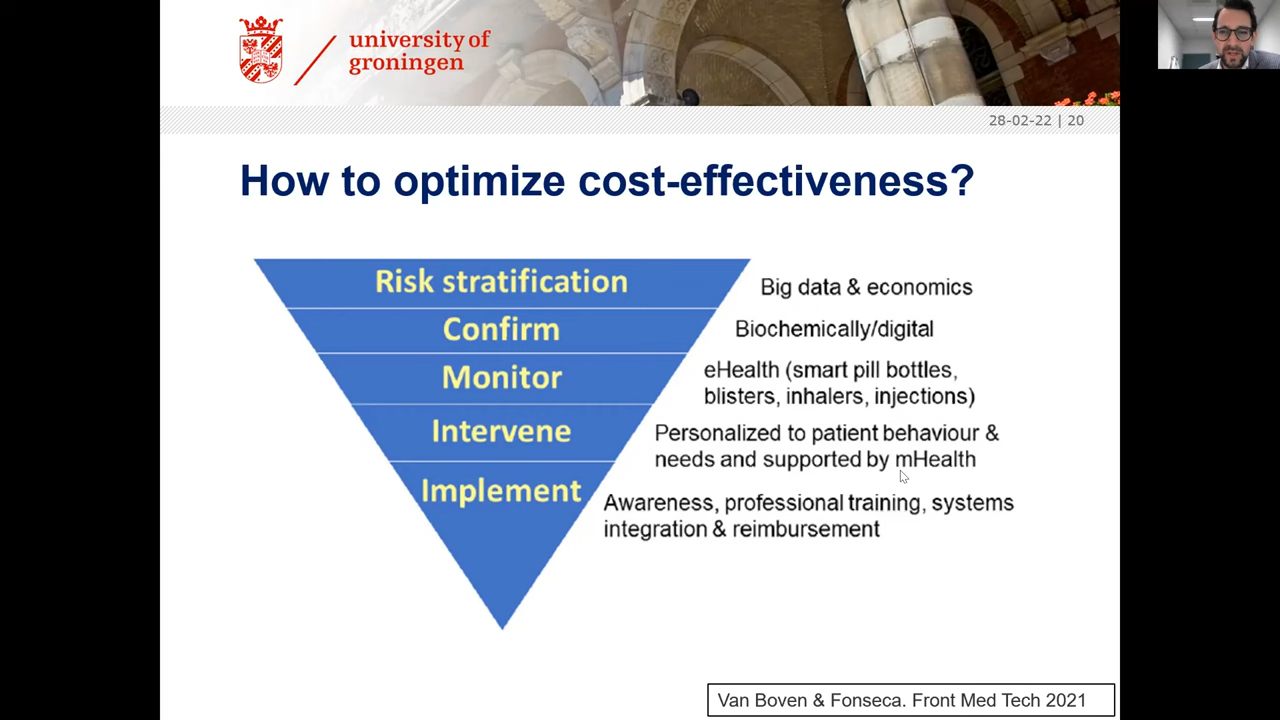 university of
groningen
28-02-22 | 20
How to optimize cost-effectiveness?
Risk stratification
Big data & economics
Confirm
Biochemically/digital
Monitor
eHealth (smart pill bottles,
blisters, inhalers, injections)
Intervene
Personalized to patient behaviour &
needs and supported by mHealth
Implement
Awareness, professional training, systems
integration & reimbursement
Van Boven & Fonseca. Front Med Tech 2021